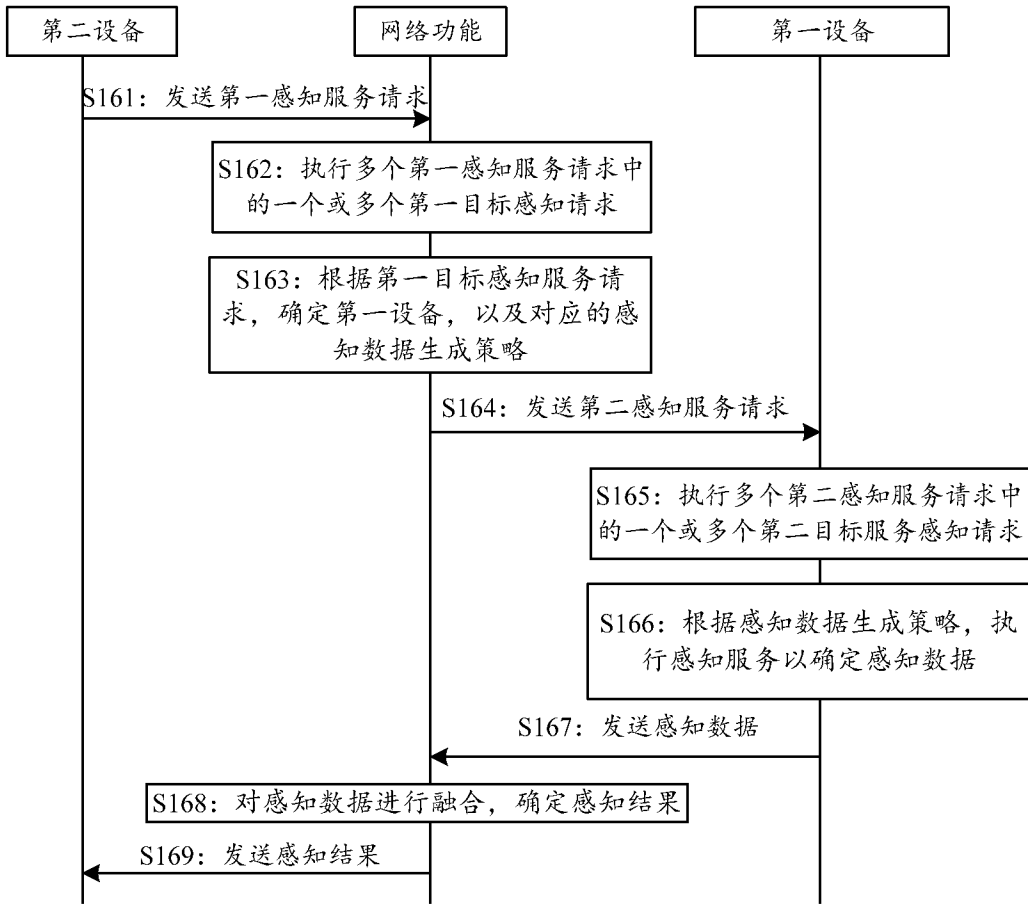 第二设备
网络功能
第一设备
S161：发送第一感知服务请求
S162：执行多个第一感知服务请求中
的一个或多个第一目标感知请求
S163：根据第一目标感知服务请
求，确定第一设备，以及对应的感
知数据生成策略
S164：发送第二感知服务请求
S165：执行多个第二感知服务请求中
的一个或多个第二目标服务感知请求
S166：根据感知数据生成策略，执
行感知服务以确定感知数据
S167：发送感知数据
S168：对感知数据进行融合，确定感知结果
S169：发送感知结果